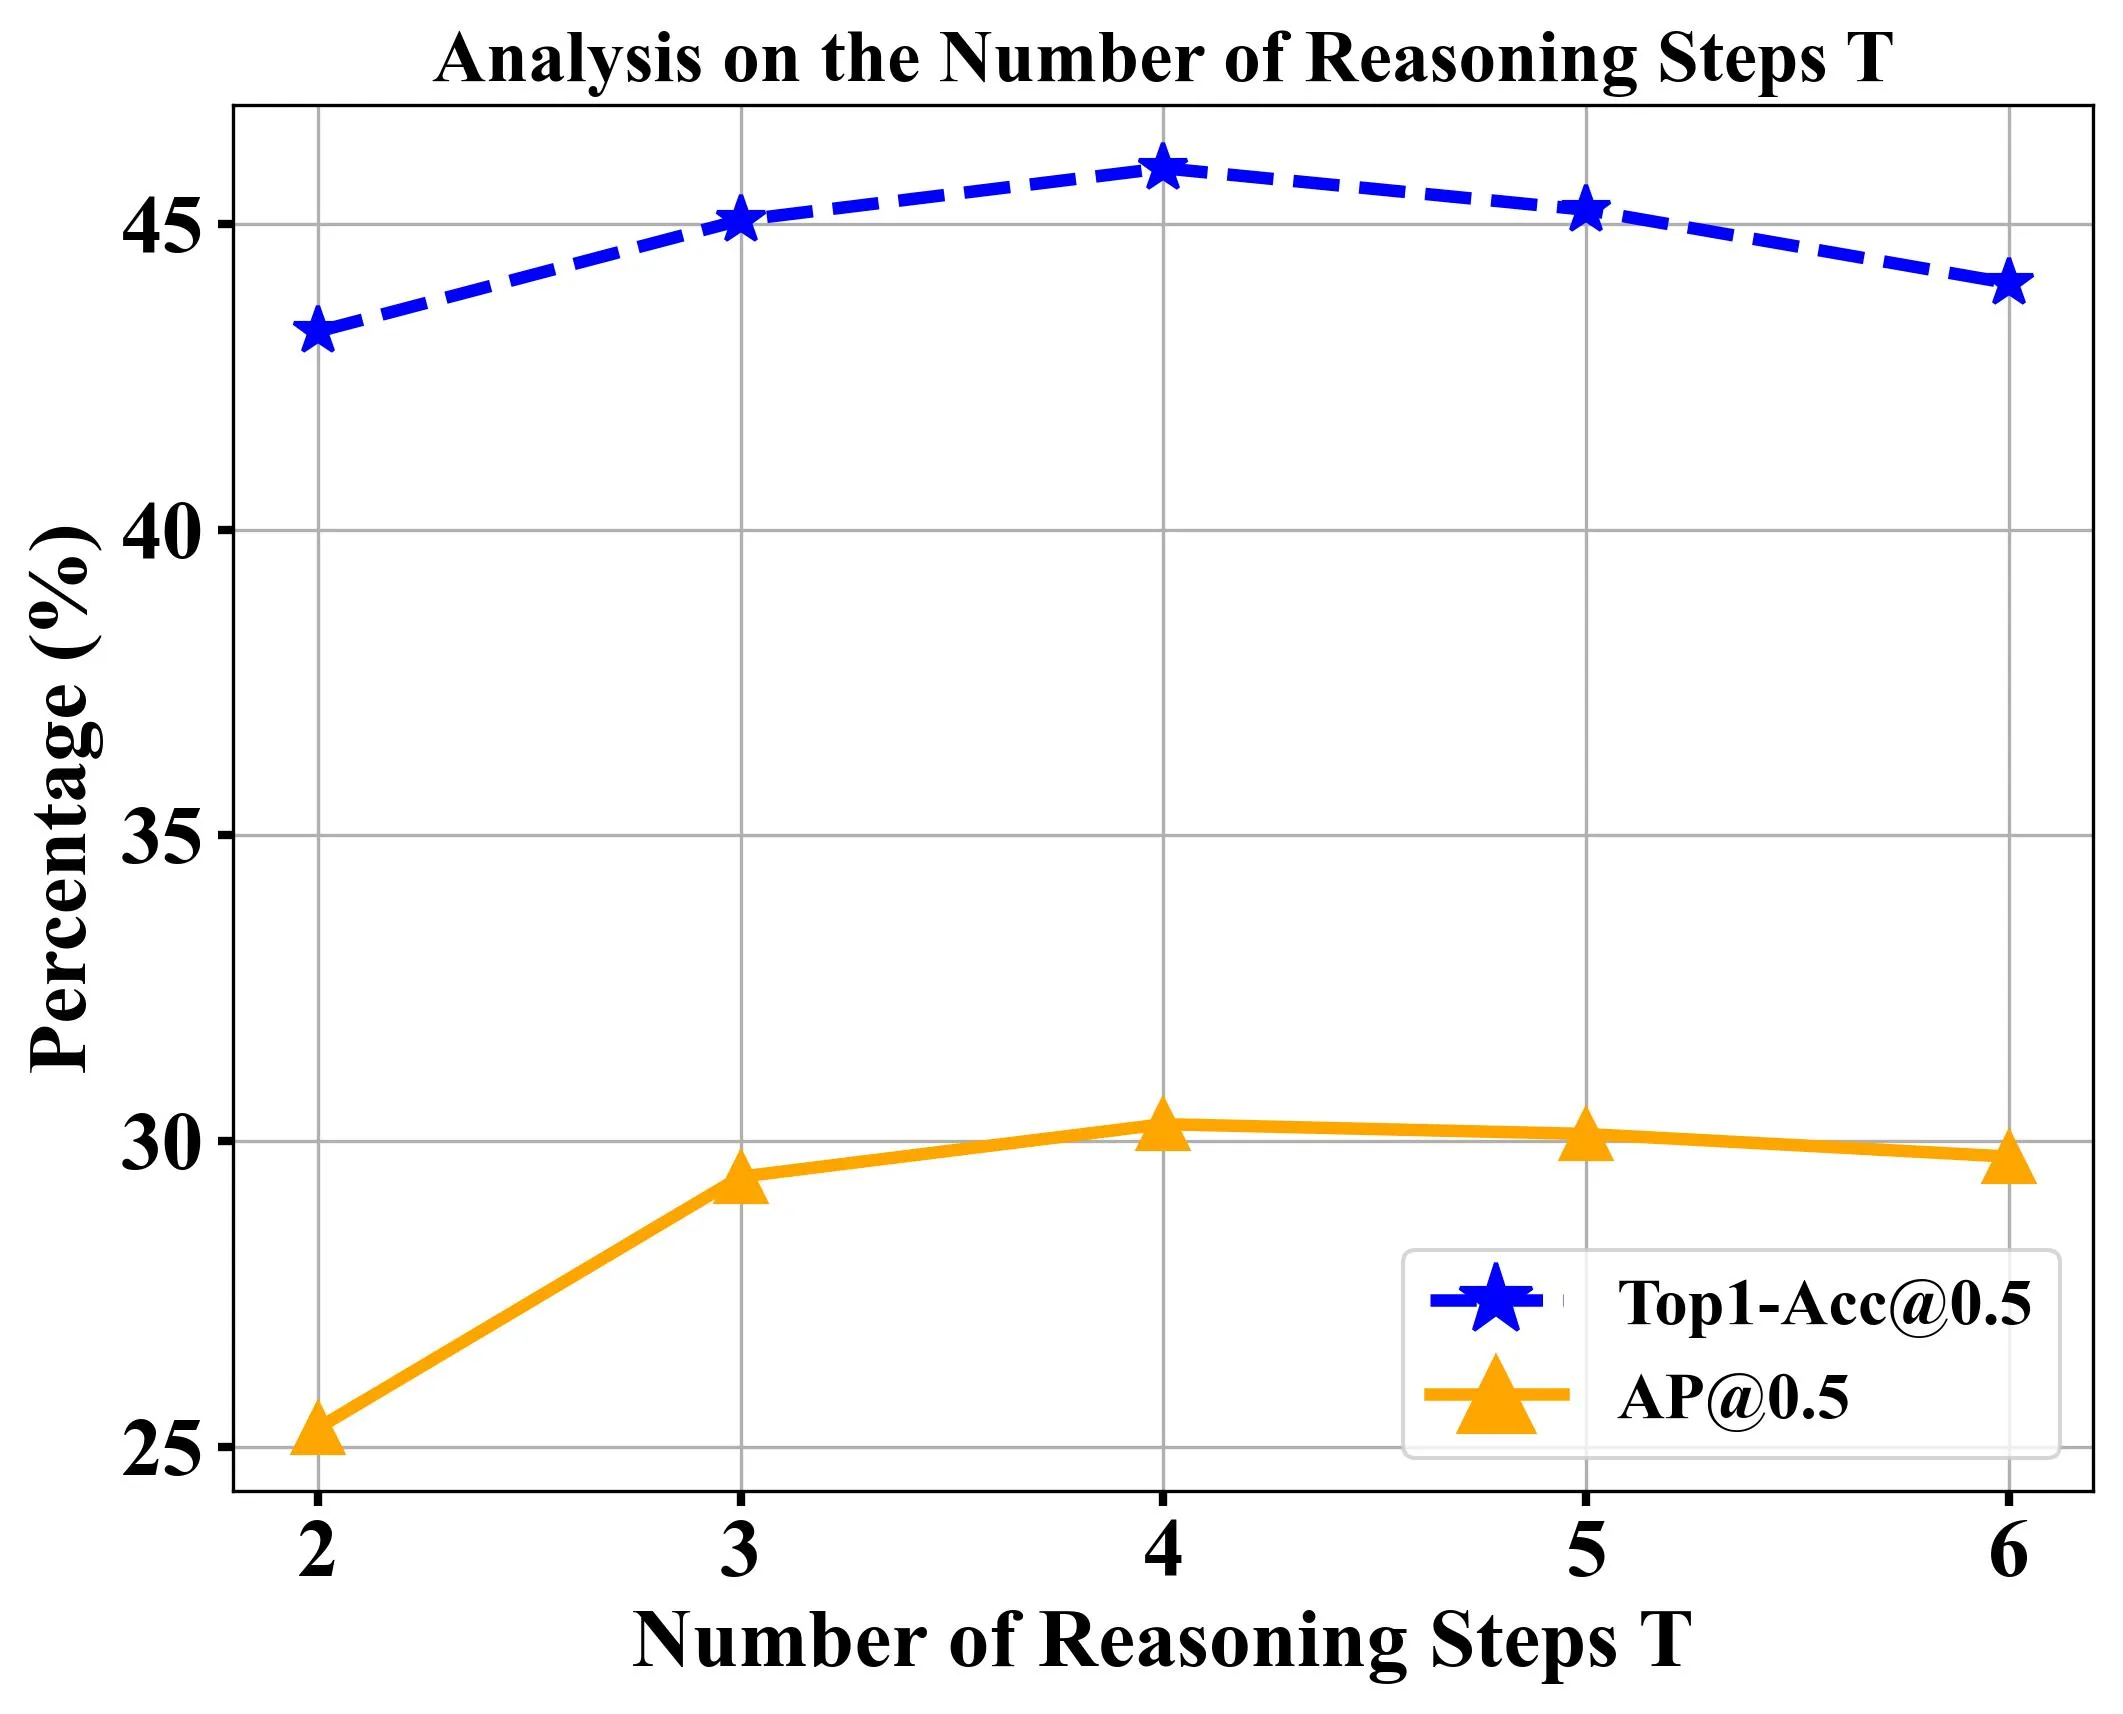 Analysis on the Number of Reasoning Steps T
Percentage (%)
45
40
35
30
25
Top1-Acc@0.5
AP@0.5
2 3 4 5 6
Number of Reasoning Steps T